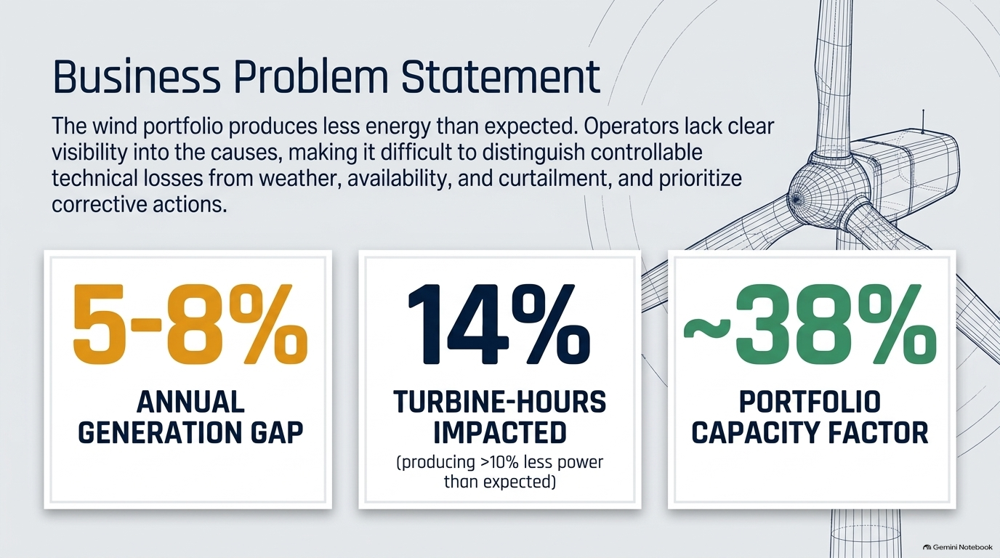 Business Problem Statement
The wind portfolio produces less energy than expected. Operators lack clear
visibility into the causes, making it difficult to distinguish controllable
technical losses from weather, availability, and curtailment, and prioritize
corrective actions.
5-8%
ANNUAL
GENERATION GAP
14%
TURBINE-HOURS
IMPACTED
(producing >10% less power
than expected)
~38%
PORTFOLIO
CAPACITY FACTOR
Gemini Notebook